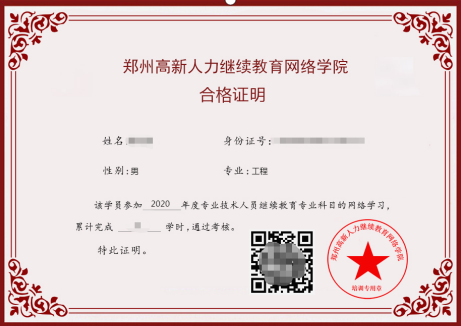 郑州高新人力继续教育网络学院
合格证明
姓名: 身份证号:
性别:男 专业:工程
该学员参加 2020 年度专业技术人员继续教育专业科目的网络学习,
累计完成 学时,通过考核。
特此证明。
郑州高新人力继续教育网络学院
培训专用章